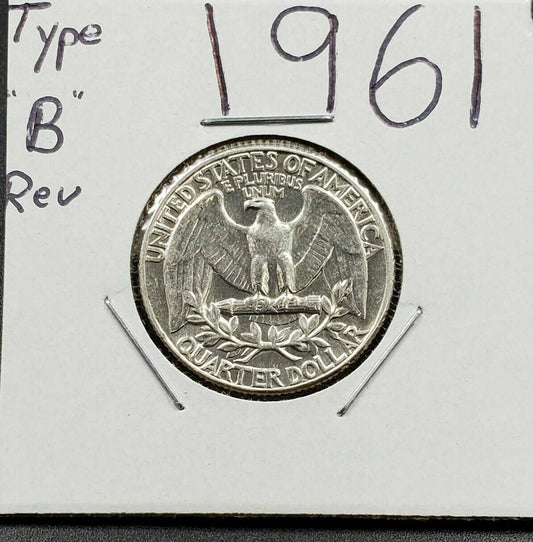 Type 1961
"B"
Rev
UNITED STATES OF AMERICA
E PLURIBUS
UNUM
QUARTER DOLLAR